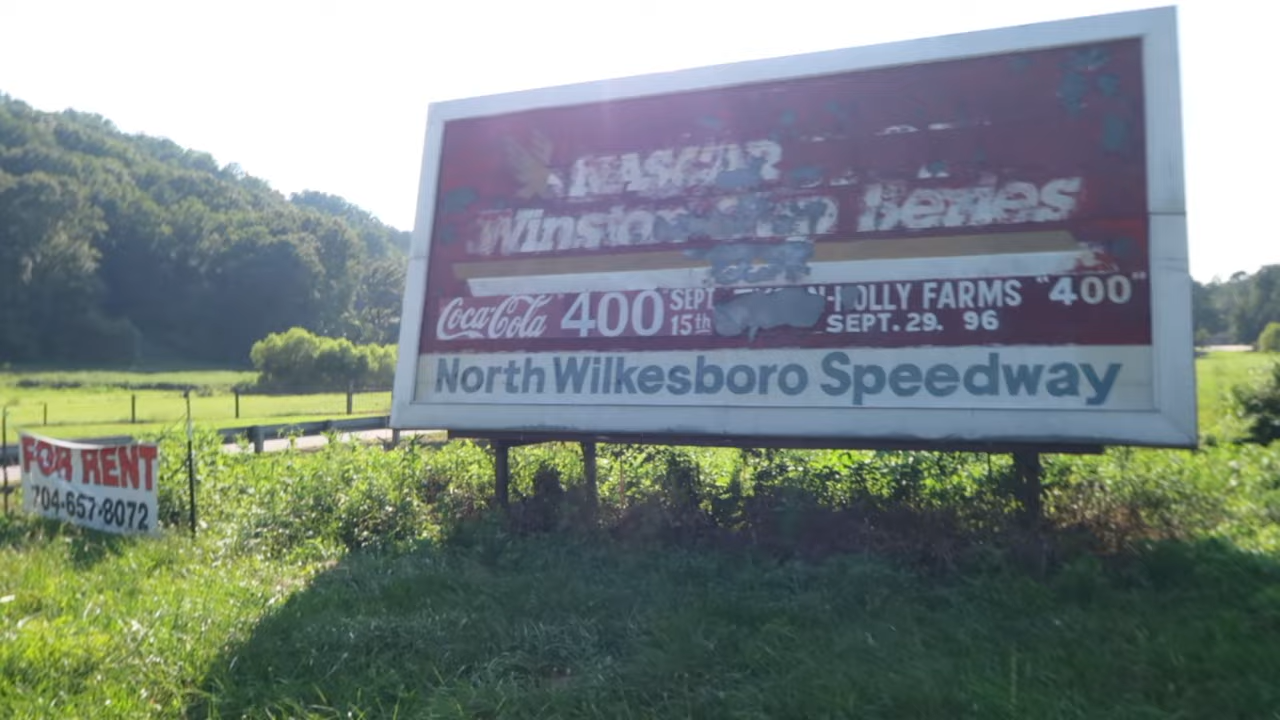 NASCAR
Winston Cup Series
Coca-Cola 400 SEPT 15th
N-HOLLY FARMS "400"
SEPT. 29. 96
North Wilkesboro Speedway
FOR RENT
704-657-8072